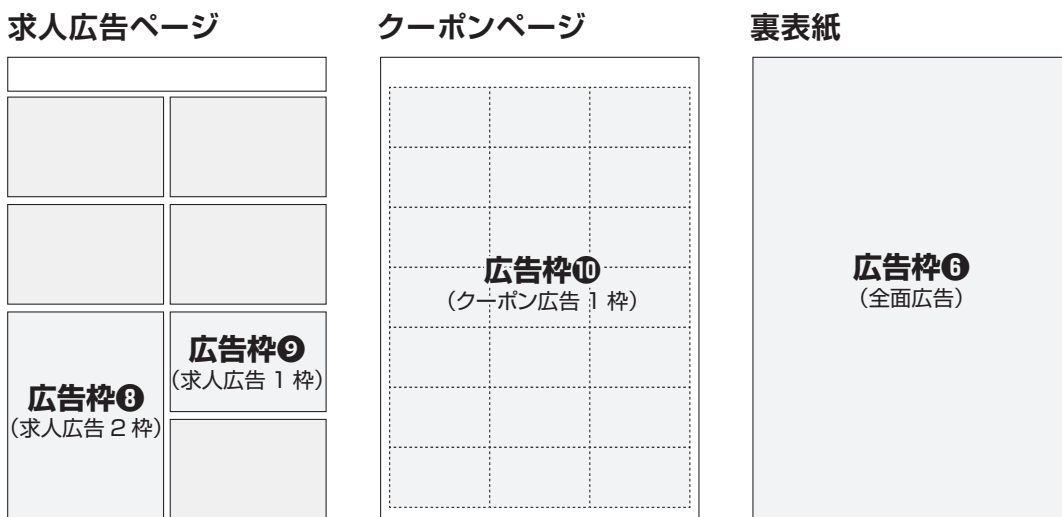 求人広告ページ
クーポンページ
裏表紙
広告枠❽
（求人広告 2 枠）
広告枠❾
（求人広告 1 枠）
広告枠❿
（クーポン広告 1 枠）
広告枠❻
（全面広告）